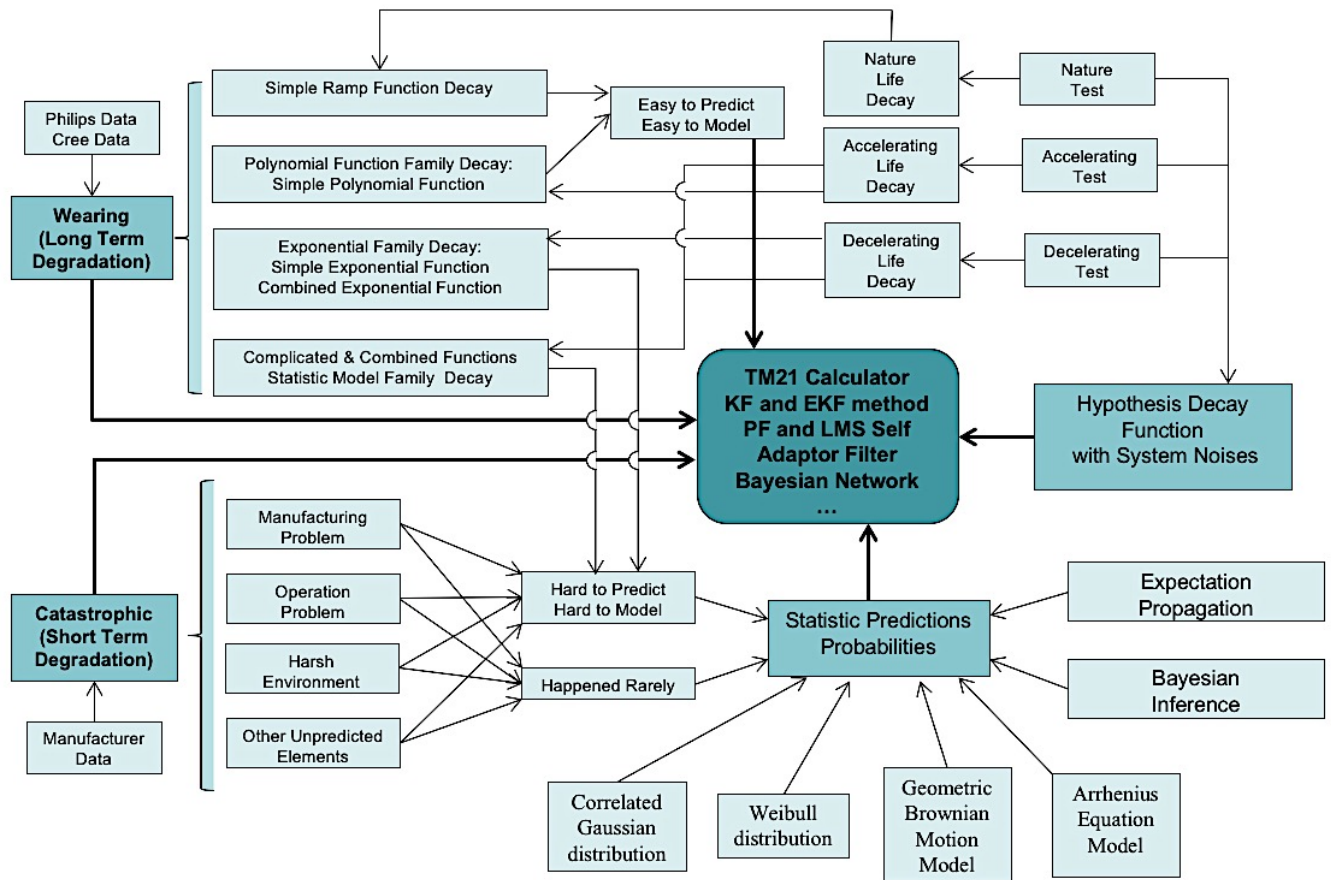 Philips Data
Cree Data
Wearing
(Long Term
Degradation)
Simple Ramp Function Decay
Polynomial Function Family Decay:
Simple Polynomial Function
Exponential Family Decay:
Simple Exponential Function
Combined Exponential Function
Complicated & Combined Functions
Statistic Model Family Decay
Easy to Predict
Easy to Model
Nature
Life
Decay
Nature
Test
Accelerating
Life
Decay
Accelerating
Test
Decelerating
Life
Decay
Decelerating
Test
TM21 Calculator
KF and EKF method
PF and LMS Self
Adaptor Filter
Bayesian Network
...
Hypothesis Decay
Function
with System Noises
Catastrophic
(Short Term
Degradation)
Manufacturer
Data
Manufacturing
Problem
Operation
Problem
Harsh
Environment
Other Unpredicted
Elements
Hard to Predict
Hard to Model
Happened Rarely
Statistic Predictions
Probabilities
Expectation
Propagation
Bayesian
Inference
Correlated
Gaussian
distribution
Weibull
distribution
Geometric
Brownian
Motion
Model
Arrhenius
Equation
Model